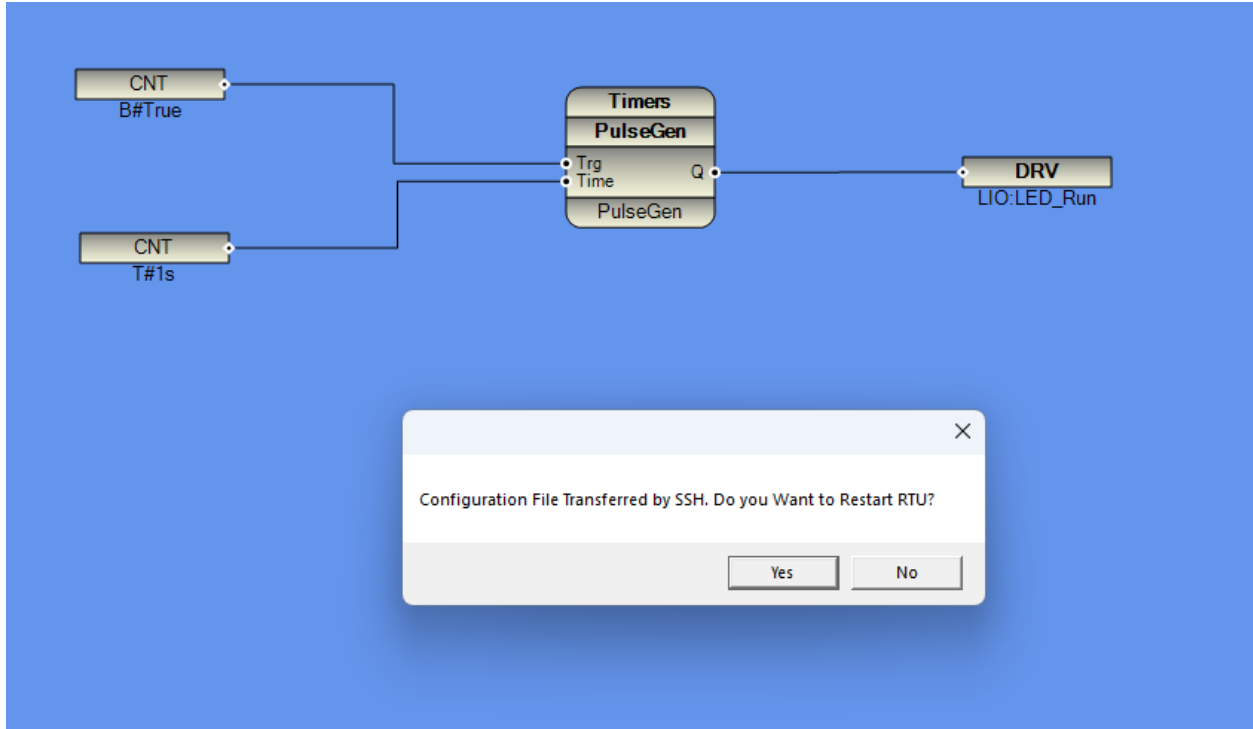 CNT
B#True
Timers
PulseGen
Trg
Time
Q
PulseGen
DRV
LIO:LED_Run
CNT
T#1s
Configuration File Transferred by SSH. Do you Want to Restart RTU?
Yes
No